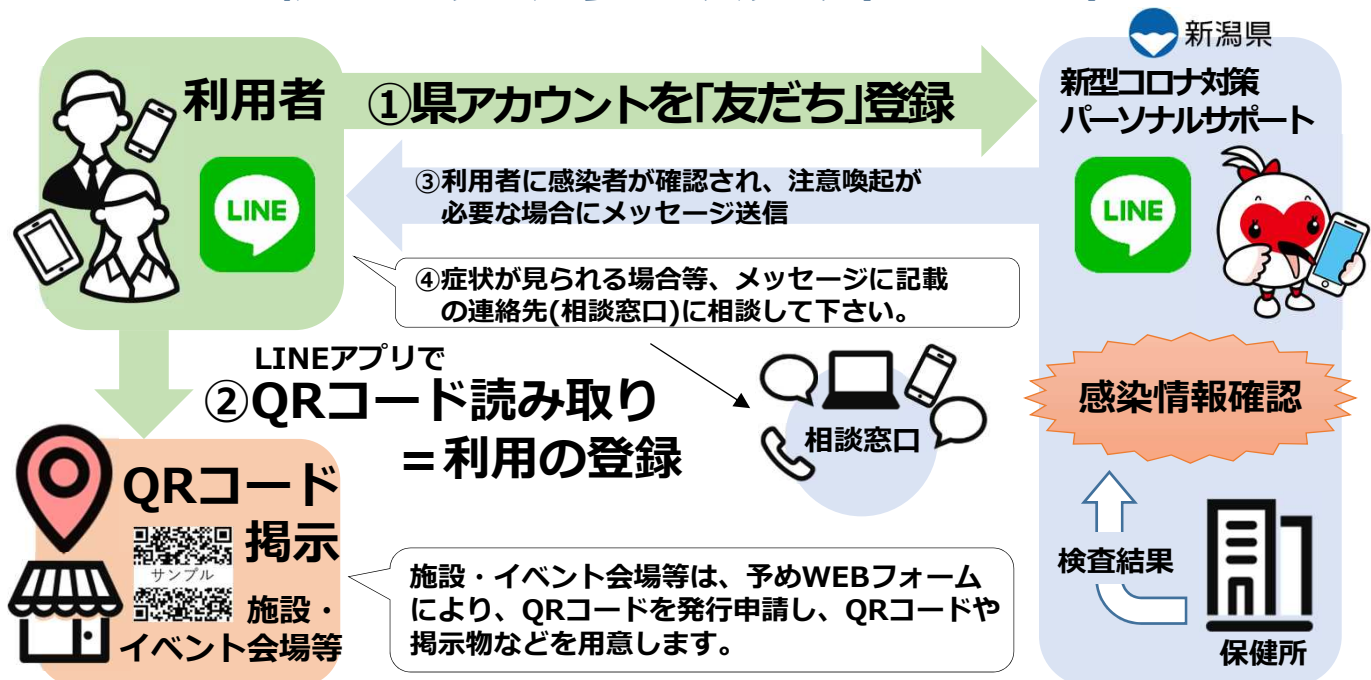 新潟県
利用者
①県アカウントを「友だち」登録
新型コロナ対策
パーソナルサポート
LINE
③利用者に感染者が確認され、注意喚起が
必要な場合にメッセージ送信
LINE
④症状が見られる場合等、メッセージに記載
の連絡先(相談窓口)に相談して下さい。
LINEアプリで
②QRコード読み取り
＝利用の登録
相談窓口
感染情報確認
QRコード
掲示
サンプル
施設・
イベント会場等
施設・イベント会場等は、予めWEBフォーム
により、QRコードを発行申請し、QRコードや
掲示物などを用意します。
検査結果
保健所